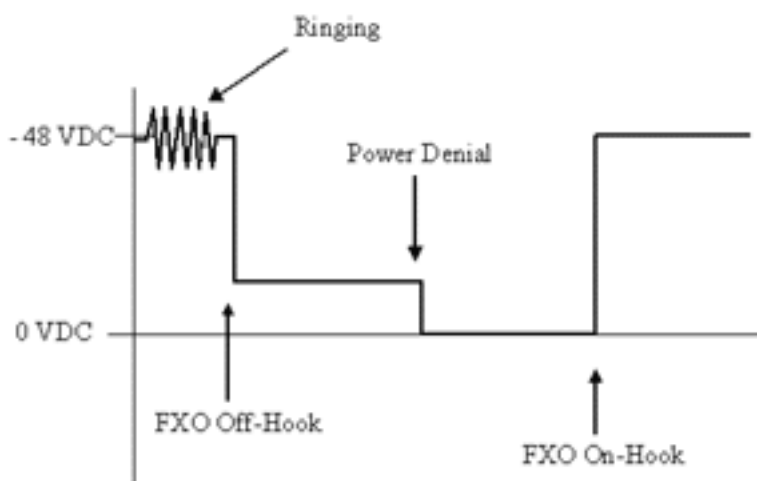 Ringing
-48 VDC
Power Denial
0 VDC
FXO Off-Hook
FXO On-Hook